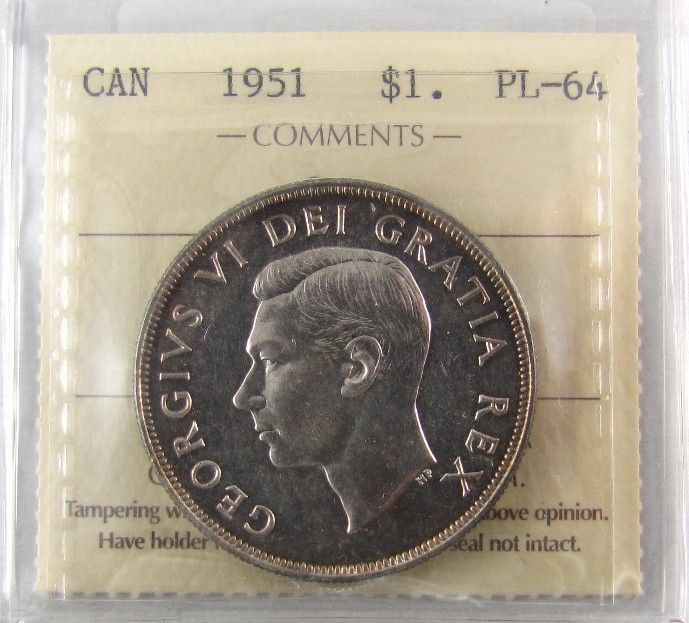 CAN 1951 $1. PL-64
— COMMENTS —
GEORGIVS VI DEI GRATIA REX
HP
Tampering
above opinion.
Have holder
seal not intact.